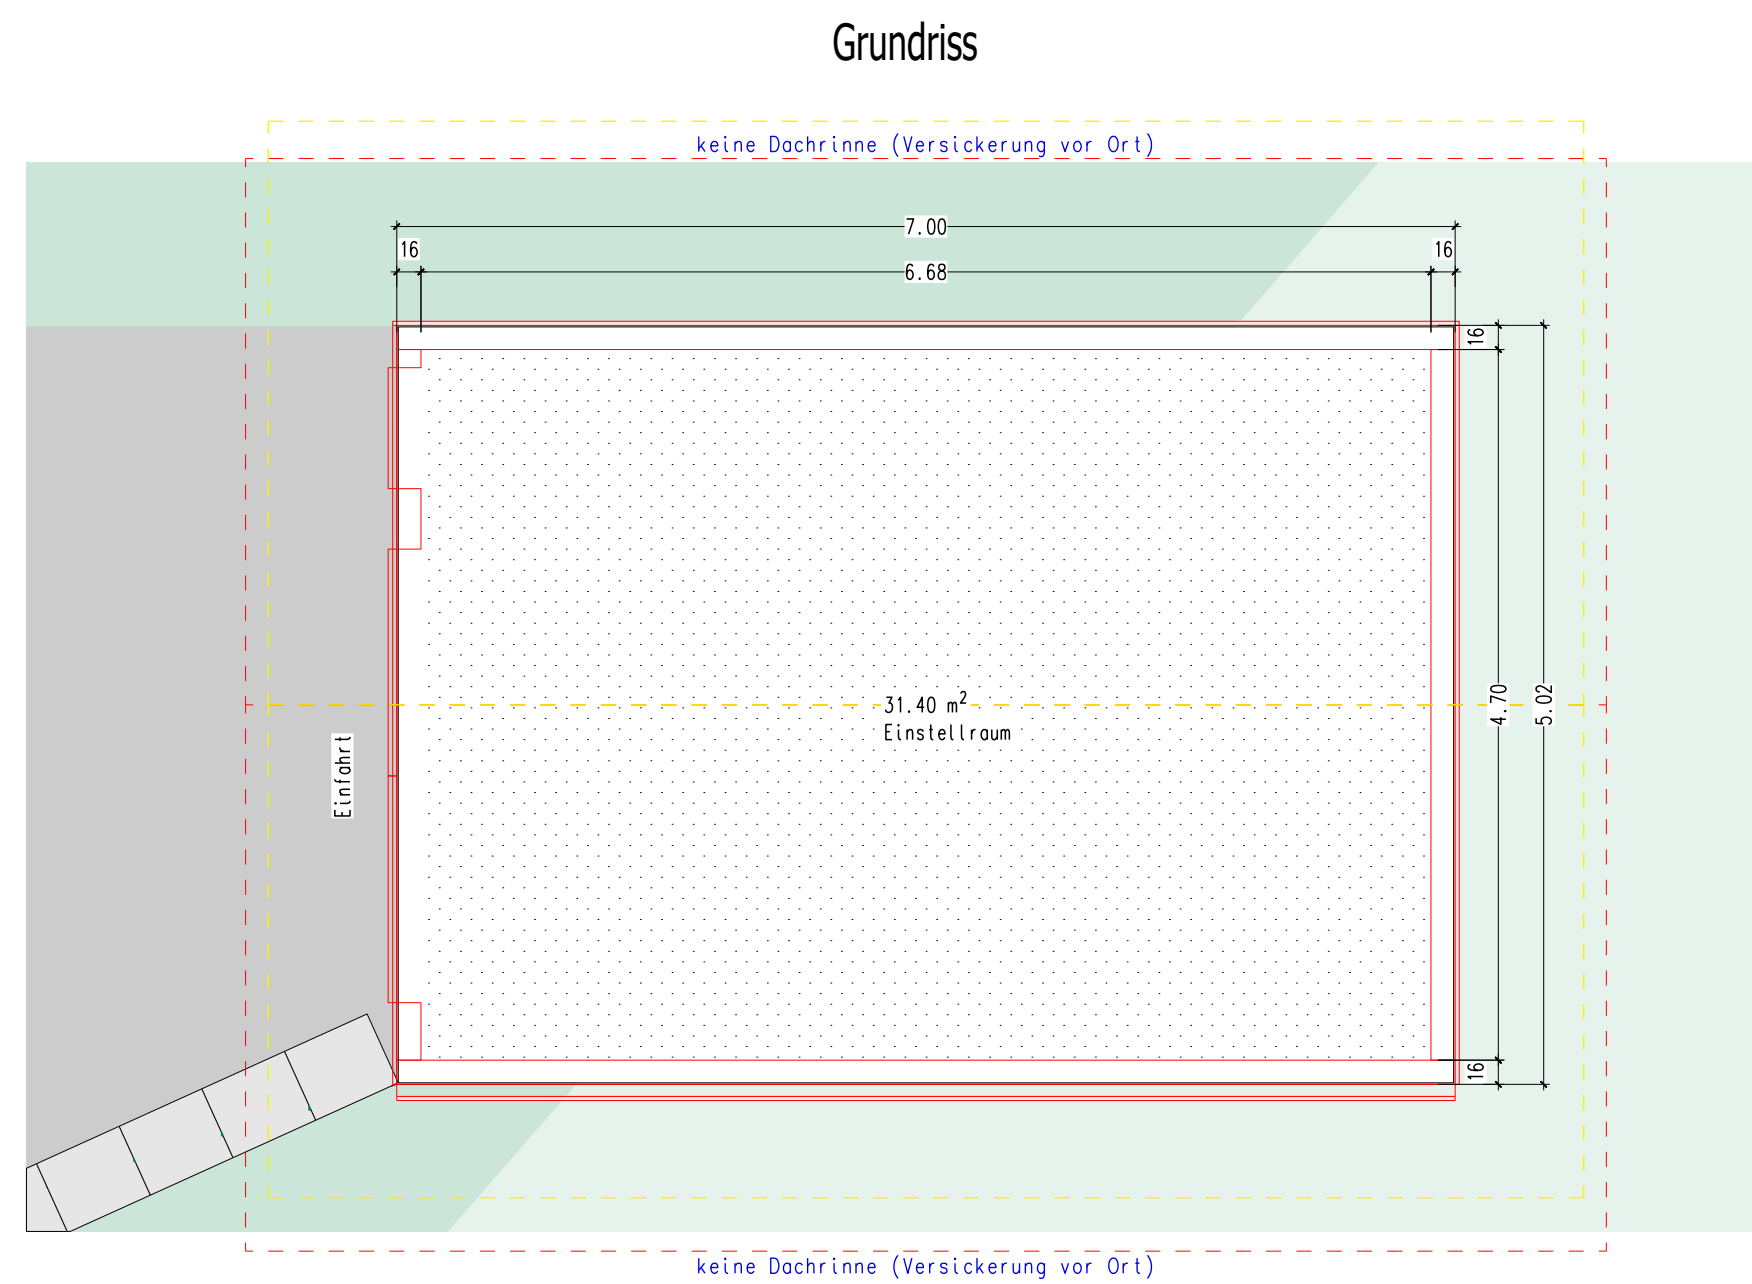 Grundriss
keine Dachrinne (Versickerung vor Ort)
7.00
16
16
6.68
16
31.40 m²
Einstellraum
4.70
5.02
Einfahrt
16
keine Dachrinne (Versickerung vor Ort)